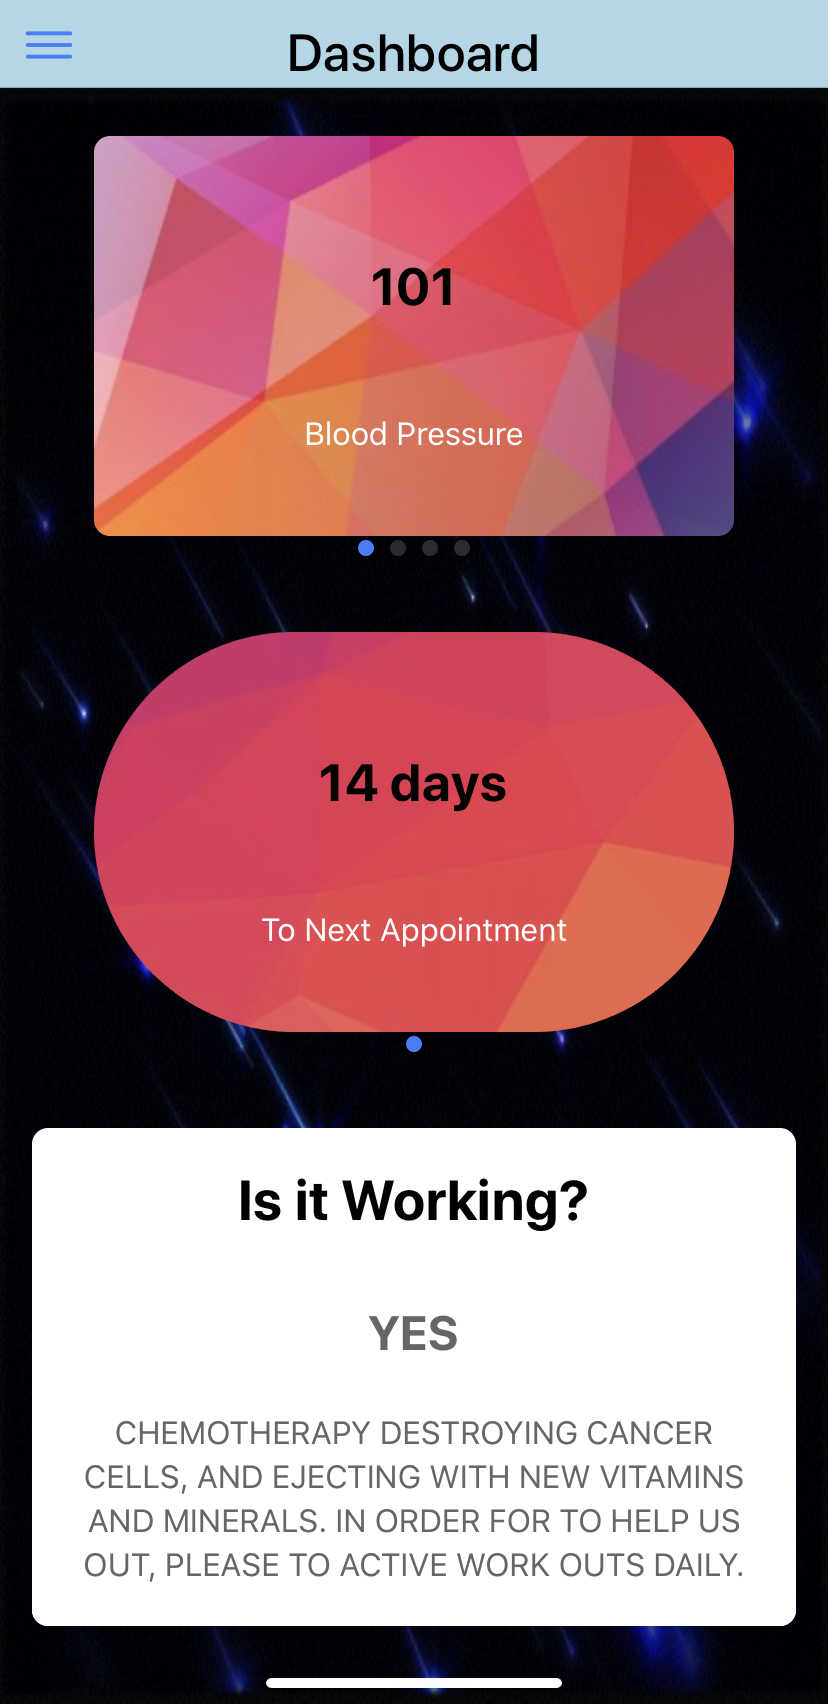 Dashboard
101
Blood Pressure
14 days
To Next Appointment
Is it Working?
YES
CHEMOTHERAPY DESTROYING CANCER
CELLS, AND EJECTING WITH NEW VITAMINS
AND MINERALS. IN ORDER FOR TO HELP US
OUT, PLEASE TO ACTIVE WORK OUTS DAILY.